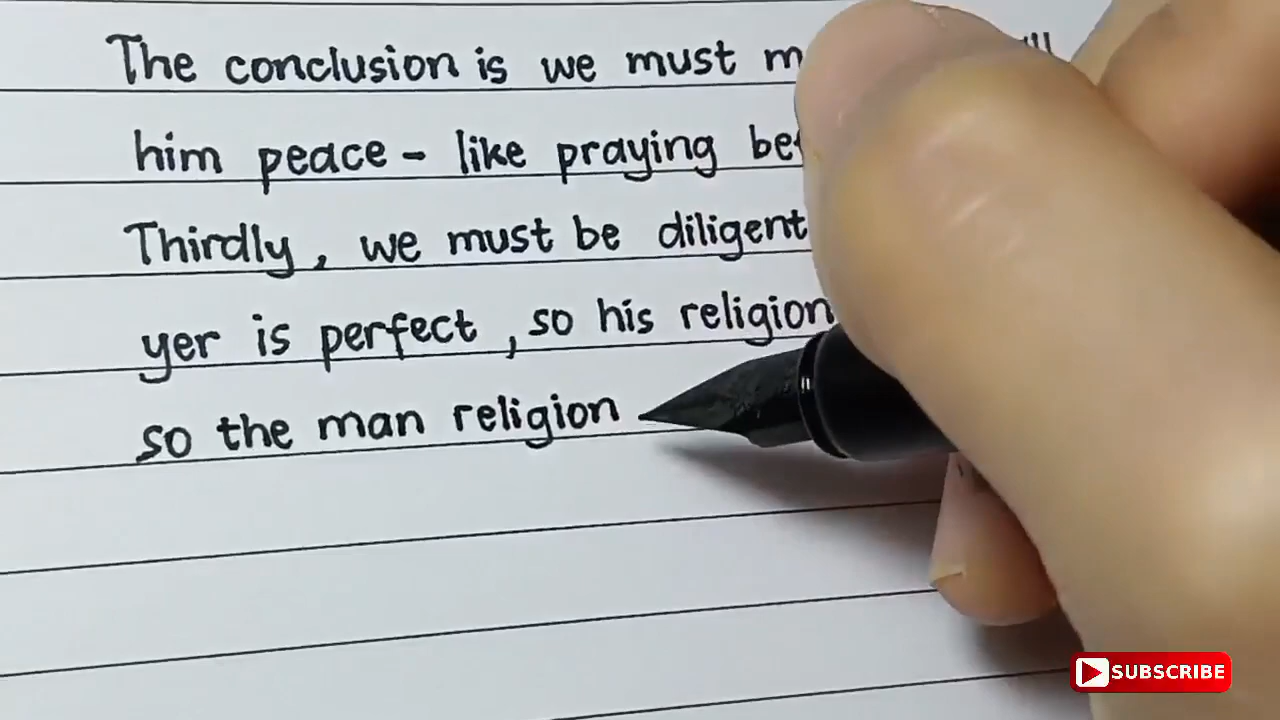 The conclusion is we must
him peace - like praying
Thirdly, we must be diligent
yer is perfect, so his religion
so the man religion
SUBSCRIBE